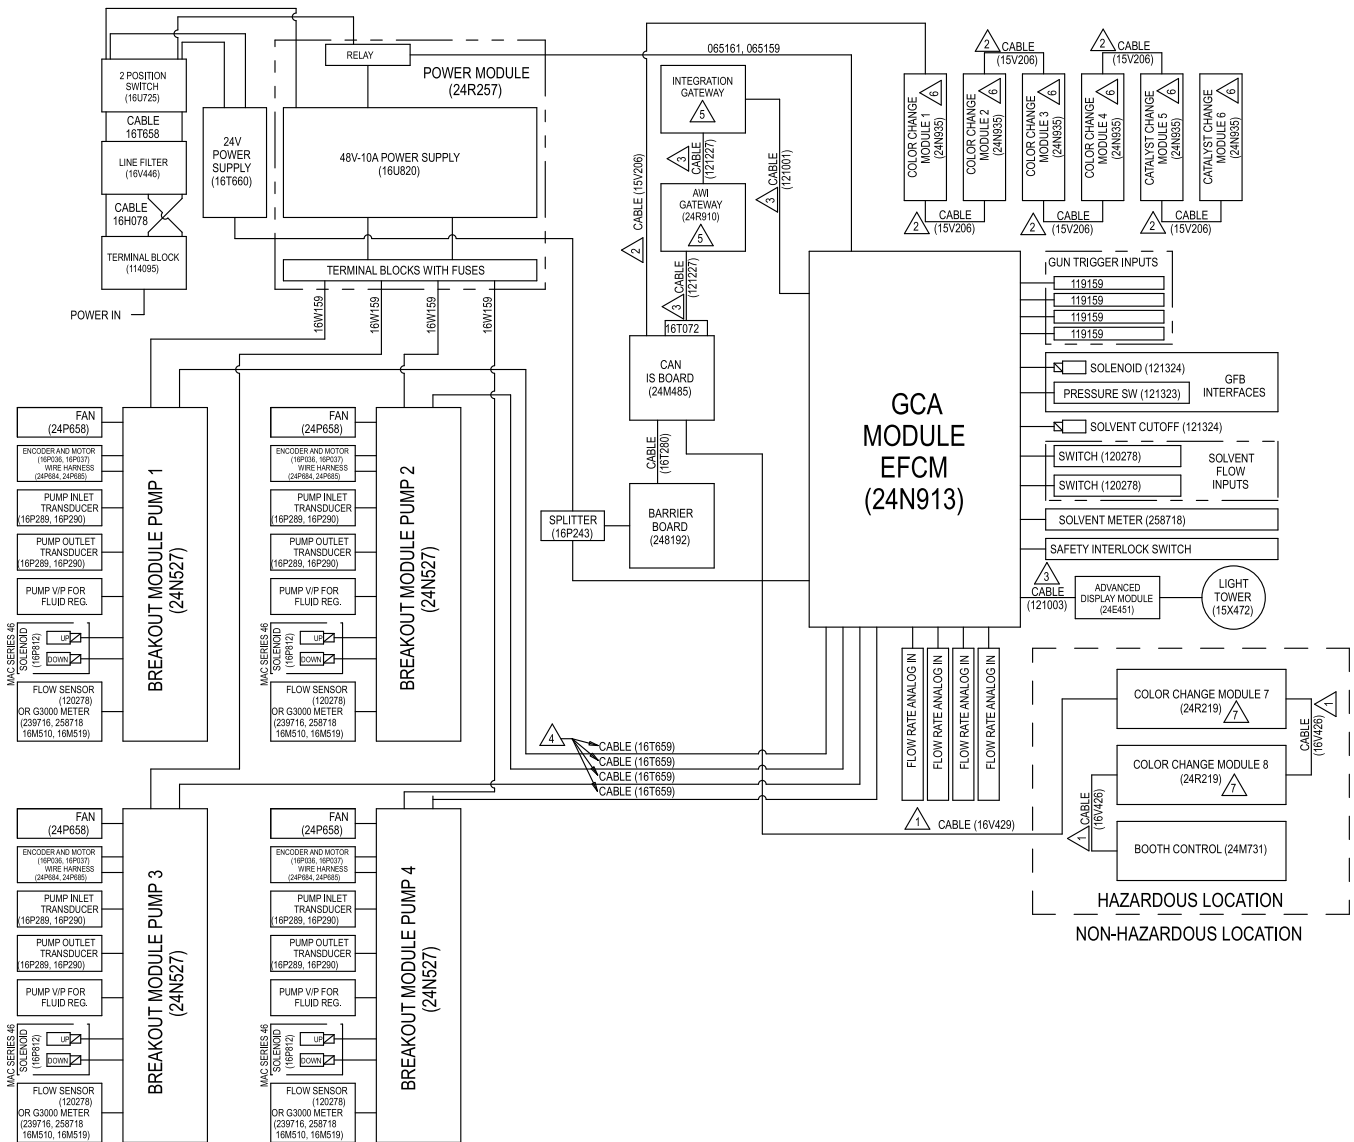 2 POSITION
SWITCH
(16U725)
CABLE
16T658
LINE FILTER
(16V446)
CABLE
16H078
TERMINAL BLOCK
(114095)
POWER IN
24V
POWER
SUPPLY
(16T660)
RELAY
POWER MODULE
(24R257)
48V-10A POWER SUPPLY
(16U820)
TERMINAL BLOCKS WITH FUSES
16W159
16W159
16W159
16W159
065161, 065159
INTEGRATION
GATEWAY
5
3
CABLE
(121227)
AWI
GATEWAY
(24R910)
5
3
CABLE
(121227)
3
CABLE
(121001)
2
CABLE (15V206)
16T072
CAN
IS BOARD
(24M485)
CABLE
(16T280)
BARRIER
BOARD
(248192)
SPLITTER
(16P243)
2
CABLE
(15V206)
2
CABLE
(15V206)
COLOR CHANGE
MODULE 1
(24N935)
6
COLOR CHANGE
MODULE 2
(24N935)
6
COLOR CHANGE
MODULE 3
(24N935)
6
COLOR CHANGE
MODULE 4
(24N935)
6
CATALYST CHANGE
MODULE 5
(24N935)
6
CATALYST CHANGE
MODULE 6
(24N935)
6
2
CABLE
(15V206)
2
CABLE
(15V206)
2
CABLE
(15V206)
GCA
MODULE
EFCM
(24N913)
GUN TRIGGER INPUTS
119159
119159
119159
119159
SOLENOID (121324)
PRESSURE SW (121323)
GFB
INTERFACES
SOLVENT CUTOFF (121324)
SWITCH (120278)
SWITCH (120278)
SOLVENT
FLOW
INPUTS
SOLVENT METER (258718)
SAFETY INTERLOCK SWITCH
3
CABLE
(121003)
ADVANCED
DISPLAY MODULE
(24E451)
LIGHT
TOWER
(15X472)
FLOW RATE ANALOG IN
FLOW RATE ANALOG IN
FLOW RATE ANALOG IN
FLOW RATE ANALOG IN
1
CABLE (16V429)
COLOR CHANGE MODULE 7
(24R219)
7
1
CABLE
(16V426)
COLOR CHANGE MODULE 8
(24R219)
7
1
CABLE
(16V426)
BOOTH CONTROL (24M731)
HAZARDOUS LOCATION
NON-HAZARDOUS LOCATION
4
CABLE (16T659)
CABLE (16T659)
CABLE (16T659)
CABLE (16T659)
FAN
(24P658)
ENCODER AND MOTOR
(16P036, 16P037)
WIRE HARNESS
(24P684, 24P685)
PUMP INLET
TRANSDUCER
(16P289, 16P290)
PUMP OUTLET
TRANSDUCER
(16P289, 16P290)
PUMP V/P FOR
FLUID REG.
MAC SERIES 46
SOLENOID
(16P812)
UP
DOWN
FLOW SENSOR
(120278)
OR G3000 METER
(239716, 258718
16M510, 16M519)
BREAKOUT MODULE PUMP 1
(24N527)
FAN
(24P658)
ENCODER AND MOTOR
(16P036, 16P037)
WIRE HARNESS
(24P684, 24P685)
PUMP INLET
TRANSDUCER
(16P289, 16P290)
PUMP OUTLET
TRANSDUCER
(16P289, 16P290)
PUMP V/P FOR
FLUID REG.
MAC SERIES 46
SOLENOID
(16P812)
UP
DOWN
FLOW SENSOR
(120278)
OR G3000 METER
(239716, 258718
16M510, 16M519)
BREAKOUT MODULE PUMP 2
(24N527)
FAN
(24P658)
ENCODER AND MOTOR
(16P036, 16P037)
WIRE HARNESS
(24P684, 24P685)
PUMP INLET
TRANSDUCER
(16P289, 16P290)
PUMP OUTLET
TRANSDUCER
(16P289, 16P290)
PUMP V/P FOR
FLUID REG.
MAC SERIES 46
SOLENOID
(16P812)
UP
DOWN
FLOW SENSOR
(120278)
OR G3000 METER
(239716, 258718
16M510, 16M519)
BREAKOUT MODULE PUMP 3
(24N527)
FAN
(24P658)
ENCODER AND MOTOR
(16P036, 16P037)
WIRE HARNESS
(24P684, 24P685)
PUMP INLET
TRANSDUCER
(16P289, 16P290)
PUMP OUTLET
TRANSDUCER
(16P289, 16P290)
PUMP V/P FOR
FLUID REG.
MAC SERIES 46
SOLENOID
(16P812)
UP
DOWN
FLOW SENSOR
(120278)
OR G3000 METER
(239716, 258718
16M510, 16M519)
BREAKOUT MODULE PUMP 4
(24N527)